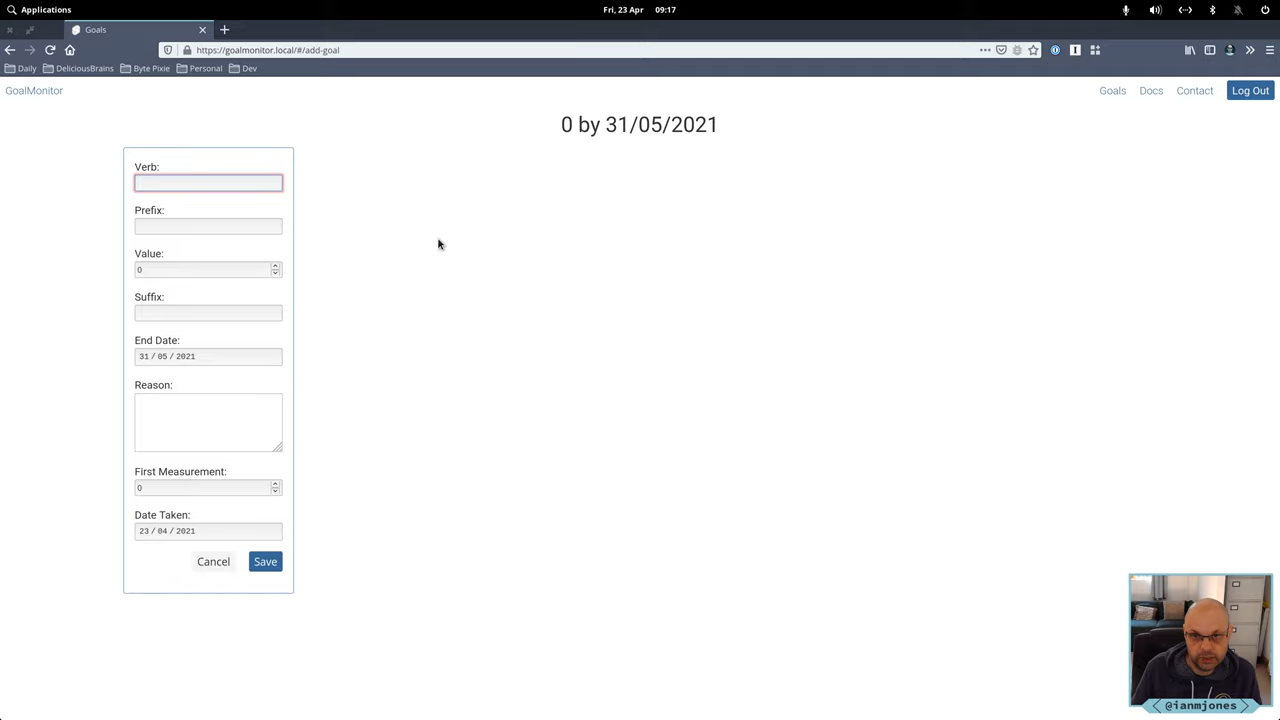 Applications
Fri, 23 Apr 09:17
Goals
https://goalmonitor.local/#/add-goal
Daily DeliciousBrains Byte Pixie Personal Dev
GoalMonitor
Goals Docs Contact Log Out
0 by 31/05/2021
Verb:
Prefix:
Value:
0
Suffix:
End Date:
31 / 05 / 2021
Reason:
First Measurement:
0
Date Taken:
23 / 04 / 2021
Cancel Save
@ianmjones